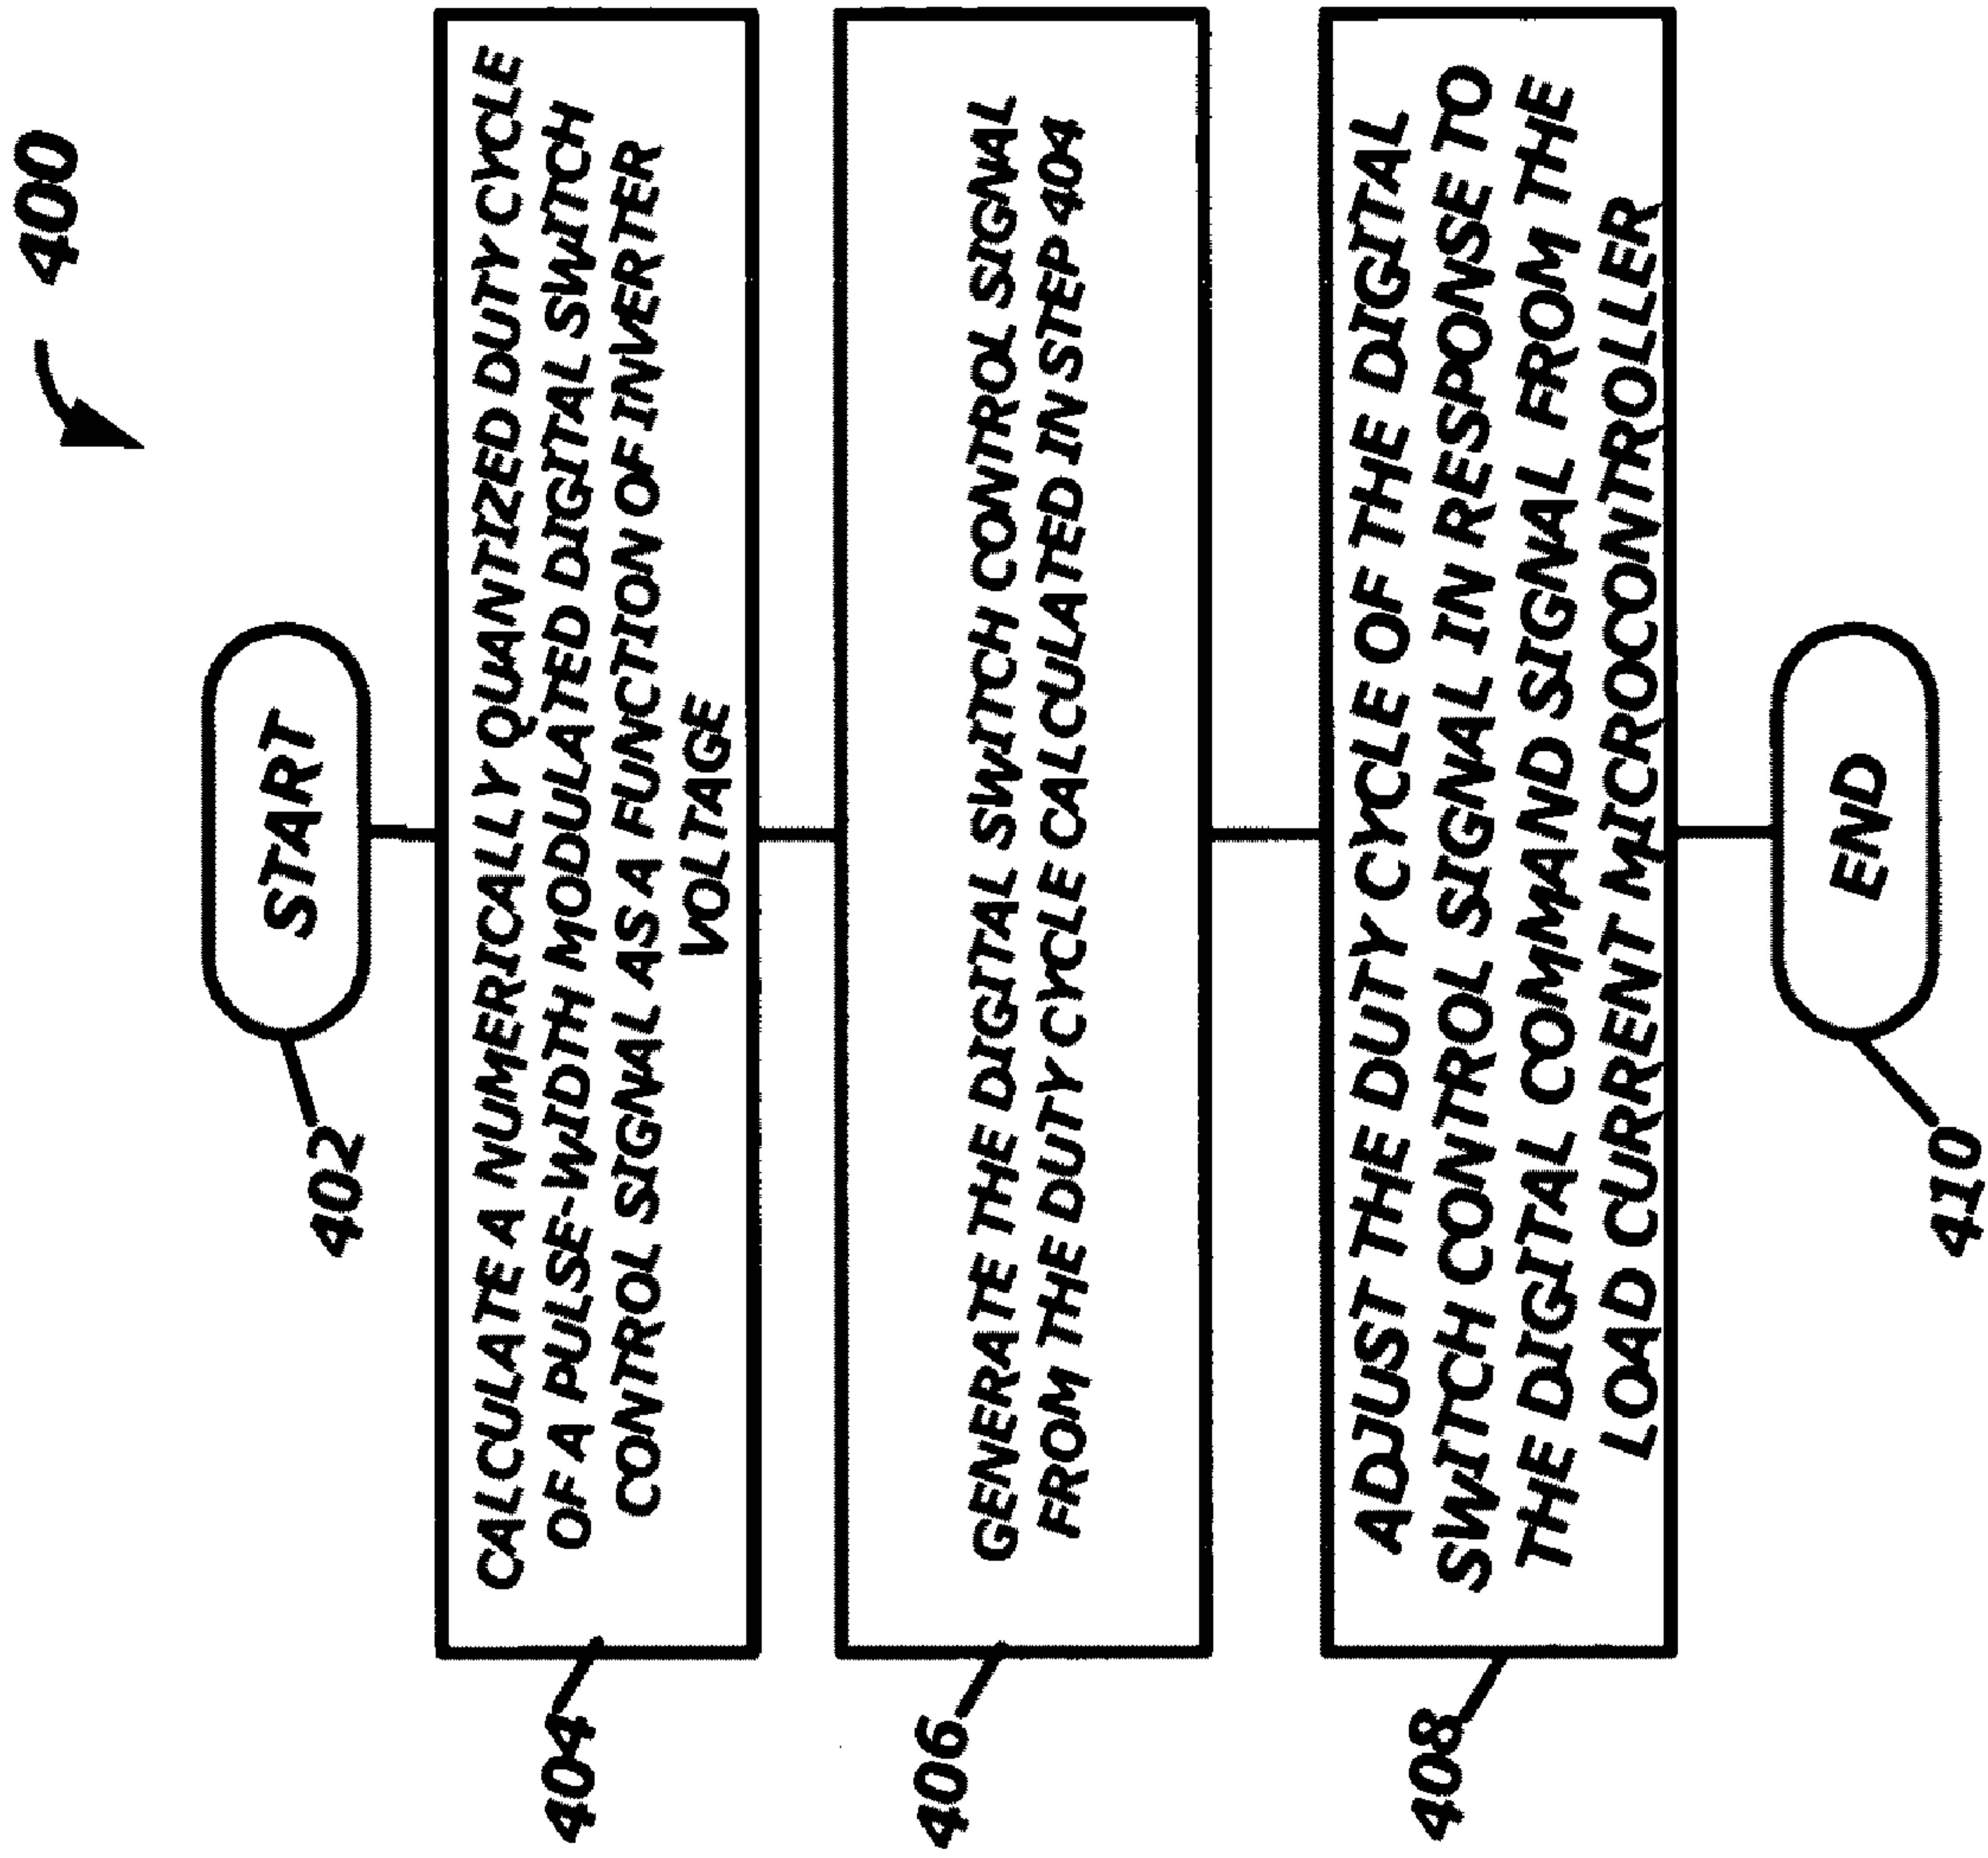 400
START
402
CALCULATE A NUMERICALLY QUANTIZED DUTY CYCLE
OF A PULSE-WIDTH MODULATED DIGITAL SWITCH
CONTROL SIGNAL AS A FUNCTION OF INVERTER
VOLTAGE
404
GENERATE THE DIGITAL SWITCH CONTROL SIGNAL
FROM THE DUTY CYCLE CALCULATED IN STEP 404
406
ADJUST THE DUTY CYCLE OF THE DIGITAL
SWITCH CONTROL SIGNAL IN RESPONSE TO
THE DIGITAL COMMAND SIGNAL FROM THE
LOAD CURRENT MICROCONTROLLER
408
END
410